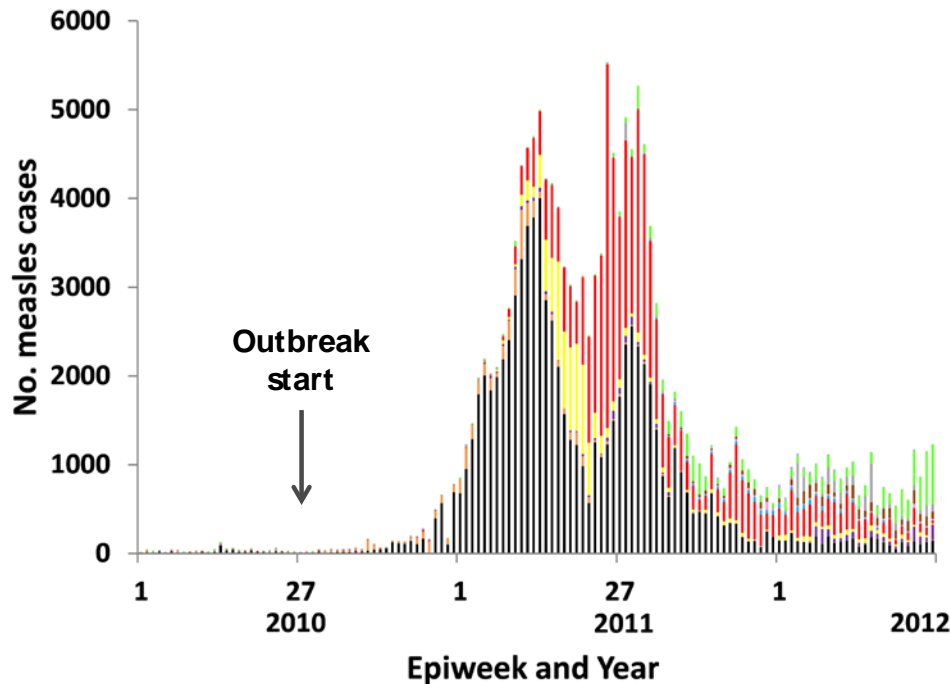 6000
5000
4000
3000
2000
1000
0
No. measles cases
Outbreak
start
1 27 1 27 1
2010 2011 2012
Epiweek and Year